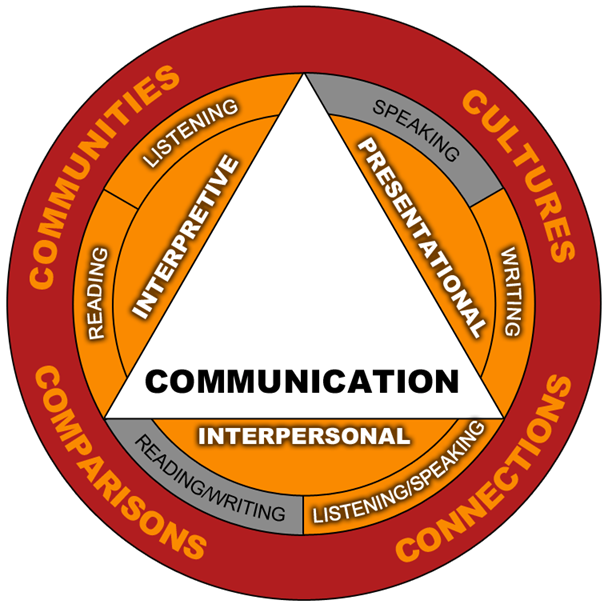 COMMUNITIES
CULTURES
LISTENING
SPEAKING
INTERPRETIVE
PRESENTATIONAL
READING
WRITING
COMMUNICATION
INTERPERSONAL
READING/WRITING
LISTENING/SPEAKING
COMPARISONS
CONNECTIONS